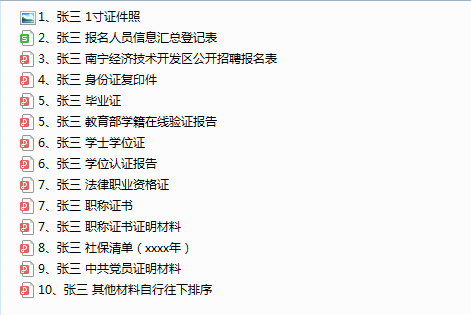 1、张三 1寸证件照
2、张三 报名人员信息汇总登记表
3、张三 南宁经济技术开发区公开招聘报名表
4、张三 身份证复印件
5、张三 毕业证
5、张三 教育部学籍在线验证报告
6、张三 学士学位证
6、张三 学位认证报告
7、张三 法律职业资格证
7、张三 职称证书
7、张三 职称证书证明材料
8、张三 社保清单（xxxx年）
9、张三 中共党员证明材料
10、张三 其他材料自行往下排序